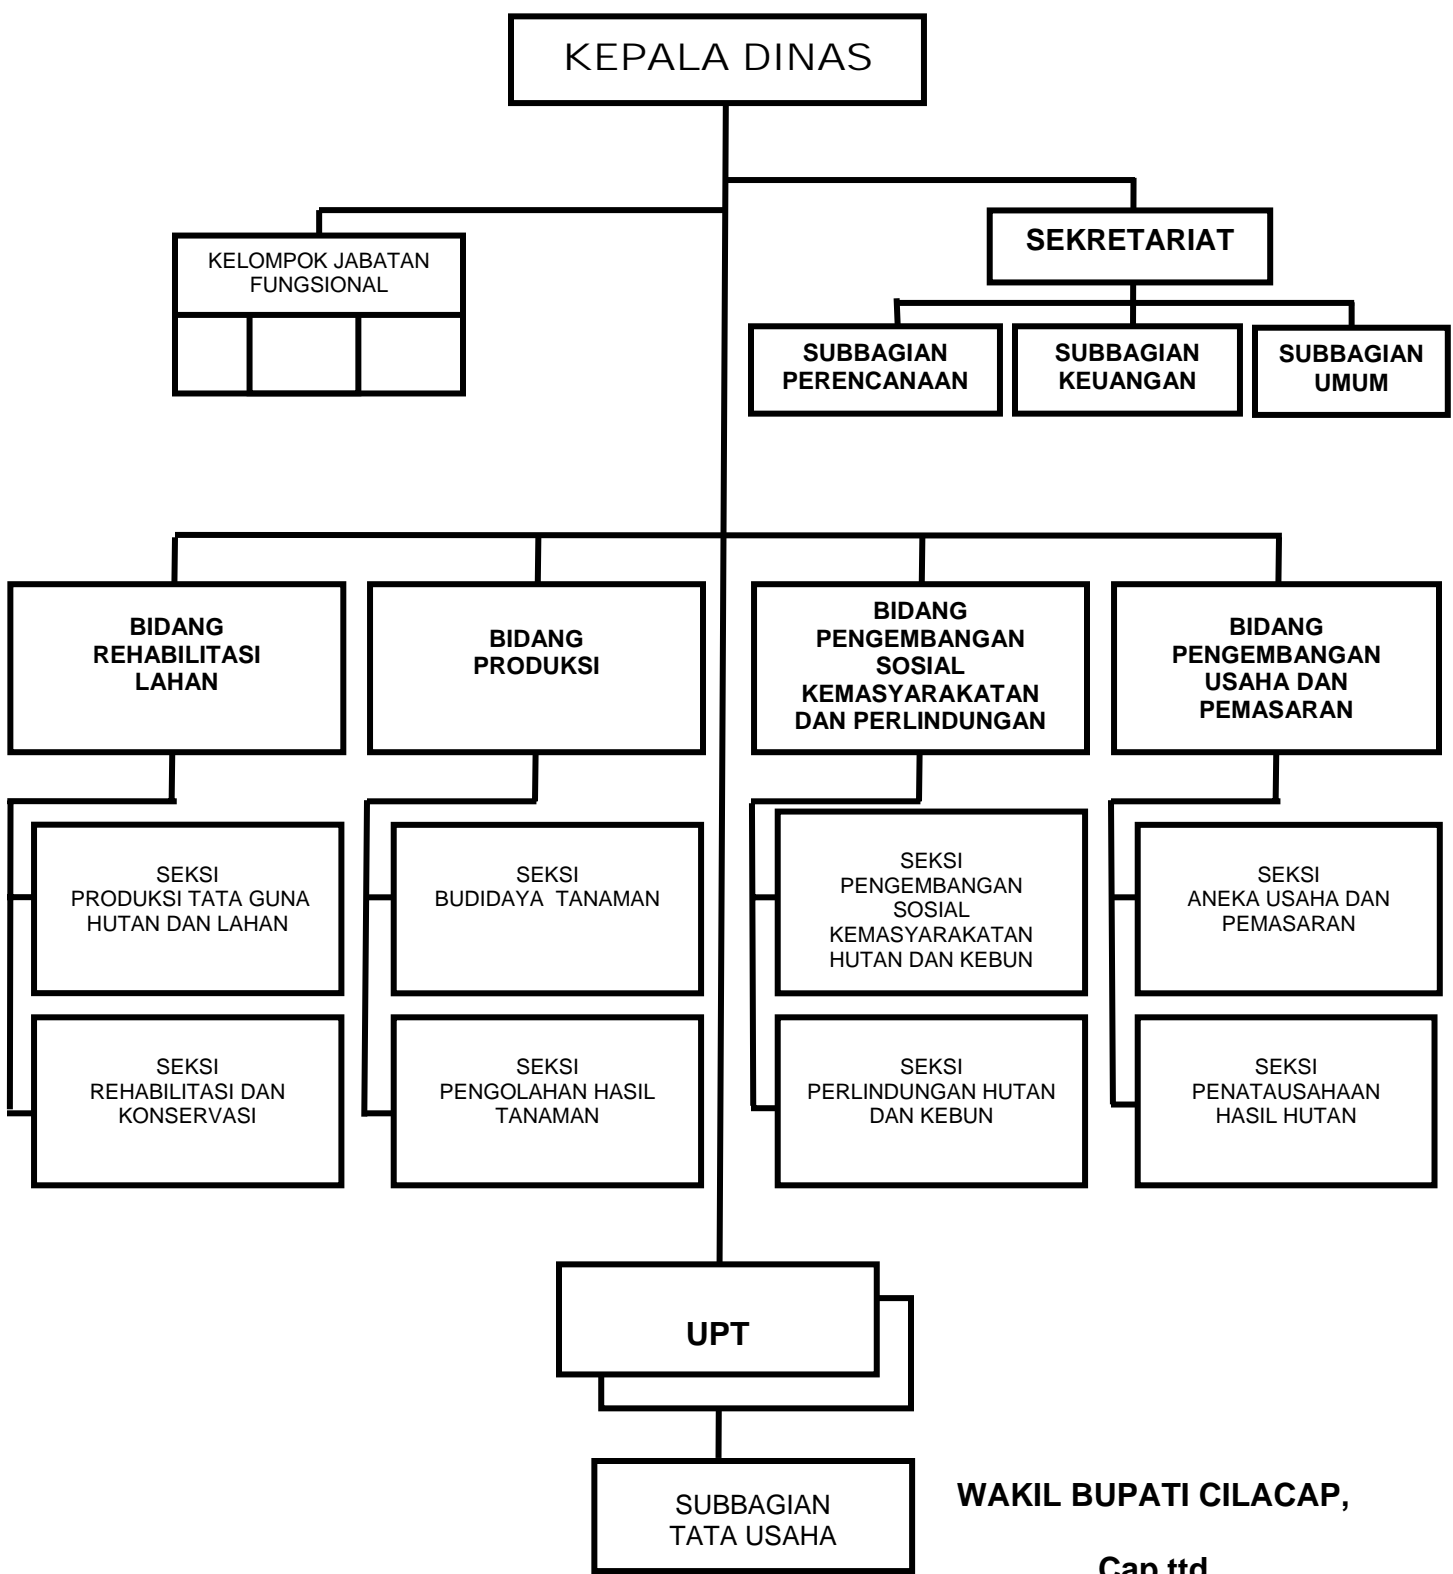 KEPALA DINAS
KELOMPOK JABATAN
FUNGSIONAL
SEKRETARIAT
SUBBAGIAN
PERENCANAAN
SUBBAGIAN
KEUANGAN
SUBBAGIAN
UMUM
BIDANG
REHABILITASI
LAHAN
BIDANG
PRODUKSI
BIDANG
PENGEMBANGAN
SOSIAL
KEMASYARAKATAN
DAN PERLINDUNGAN
BIDANG
PENGEMBANGAN
USAHA DAN
PEMASARAN
SEKSI
PRODUKSI TATA GUNA
HUTAN DAN LAHAN
SEKSI
BUDIDAYA TANAMAN
SEKSI
PENGEMBANGAN
SOSIAL
KEMASYARAKATAN
HUTAN DAN KEBUN
SEKSI
ANEKA USAHA DAN
PEMASARAN
SEKSI
REHABILITASI DAN
KONSERVASI
SEKSI
PENGOLAHAN HASIL
TANAMAN
SEKSI
PERLINDUNGAN HUTAN
DAN KEBUN
SEKSI
PENATAUSAHAAN
HASIL HUTAN
UPT
SUBBAGIAN
TATA USAHA
WAKIL BUPATI CILACAP,
Cap ttd